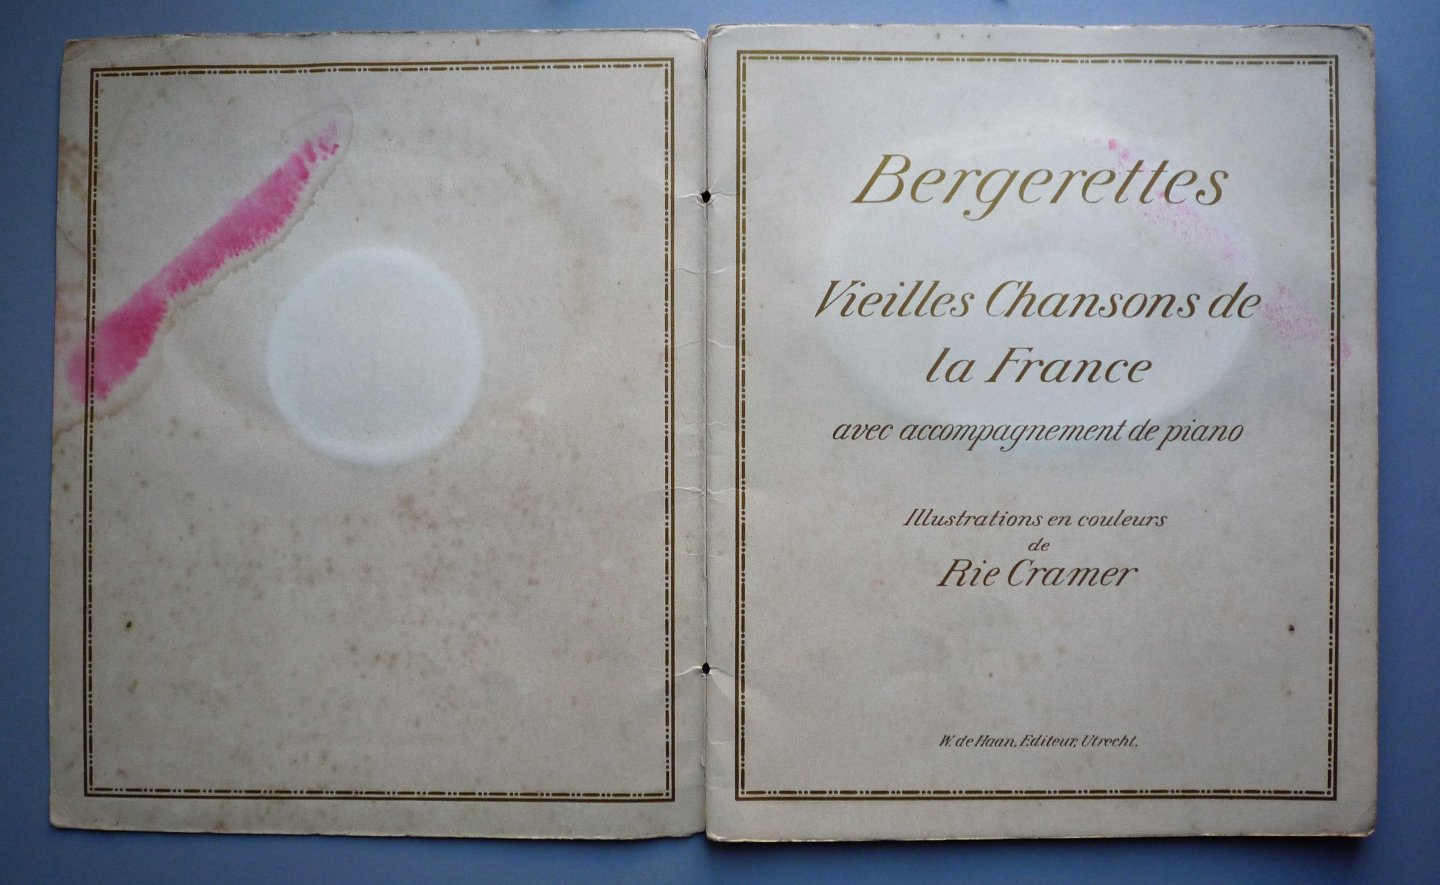 Bergerettes
Vieilles Chansons de
la France
avec accompagnement de piano
Illustrations en couleurs
de
Rie Cramer
W. de Haan, Editeur, Utrecht.